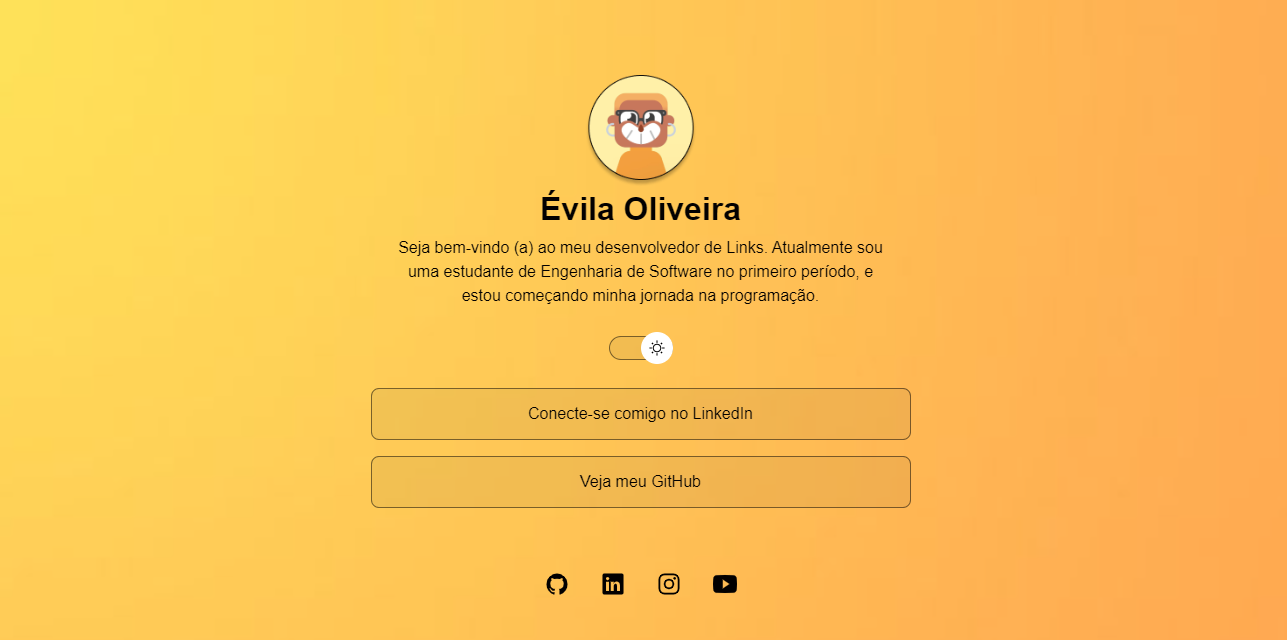 Évila Oliveira
Seja bem-vindo (a) ao meu desenvolvedor de Links. Atualmente sou
uma estudante de Engenharia de Software no primeiro período, e
estou começando minha jornada na programação.
Conecte-se comigo no LinkedIn
Veja meu GitHub
in